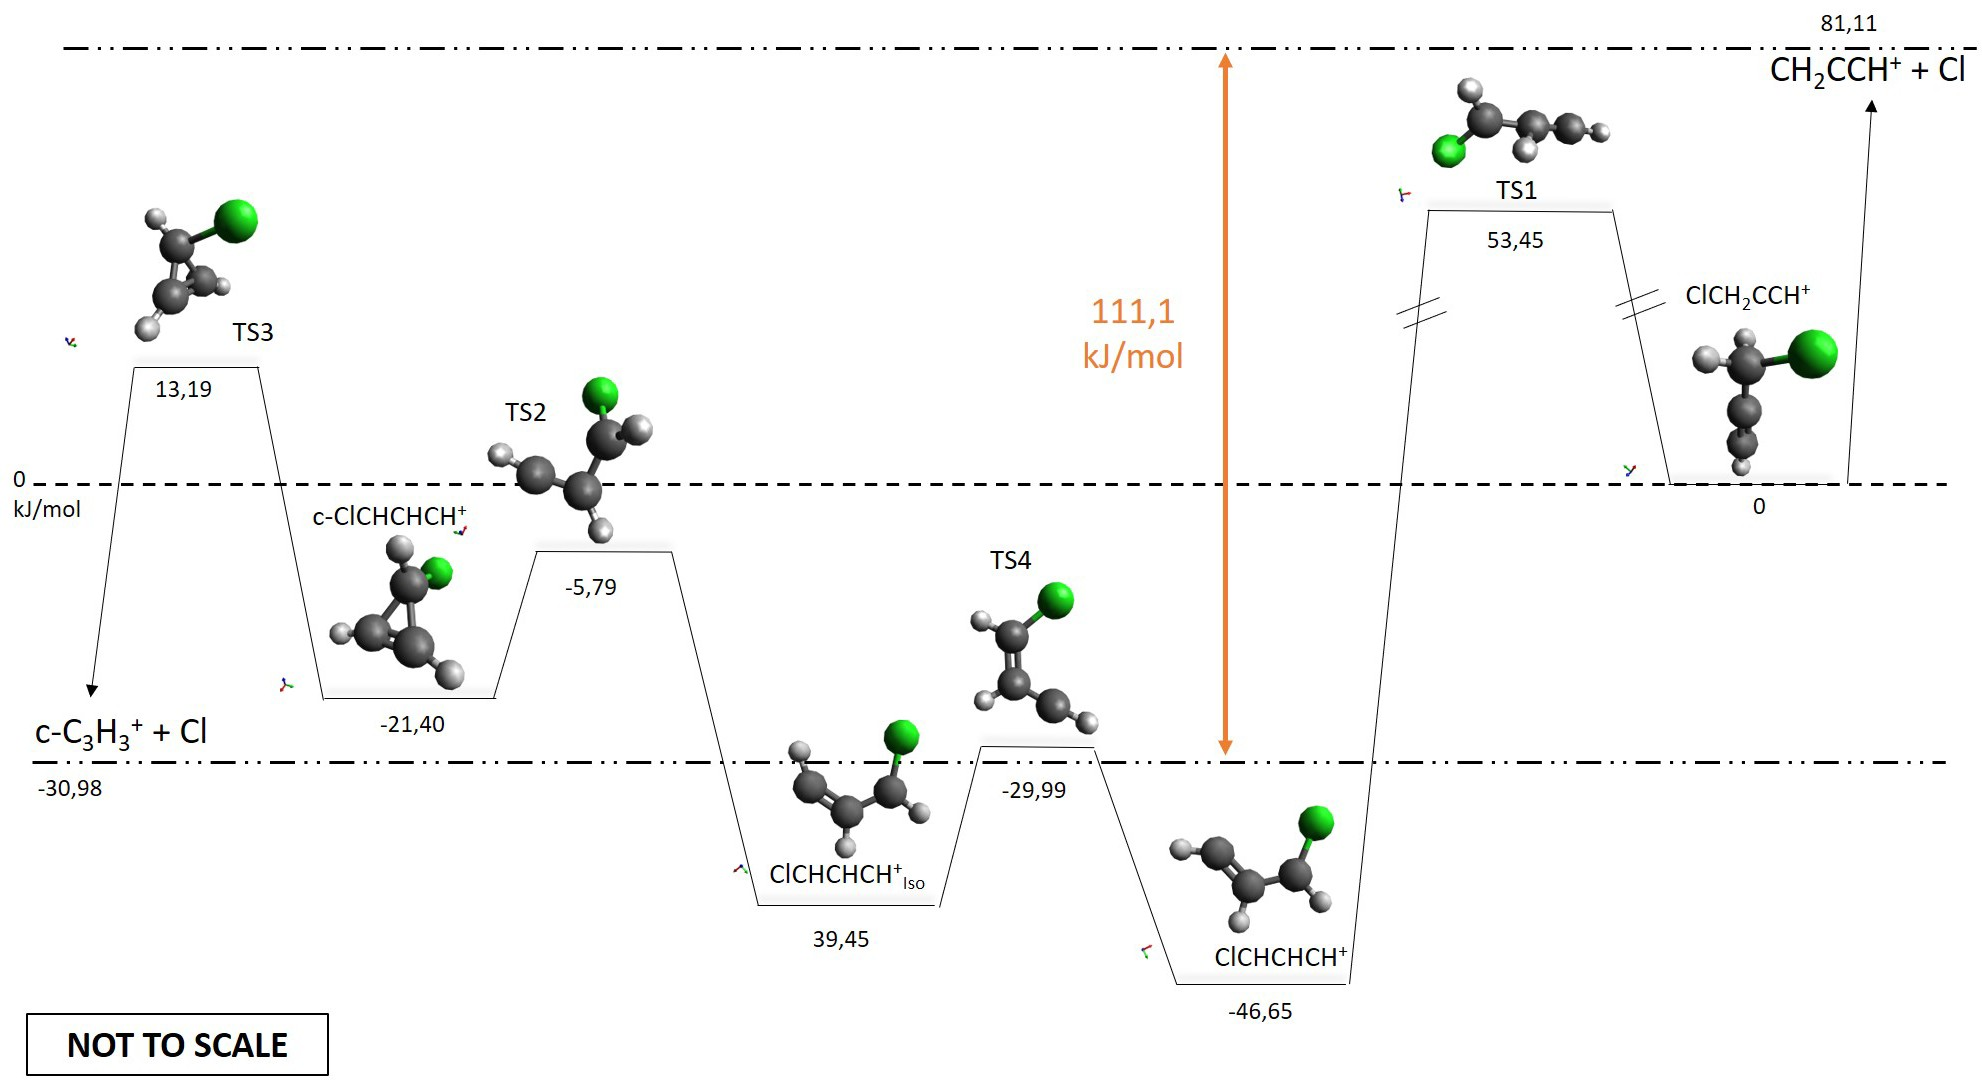 81,11
CH₂CCH⁺ + Cl
TS1
53,45
111,1
kJ/mol
ClCH₂CCH⁺
TS3
13,19
TS2
0
kJ/mol
c-ClCHCHCH⁺
0
TS4
-5,79
-21,40
c-C₃H₃⁺ + Cl
-30,98
-29,99
ClCHCHCH⁺Iso
39,45
ClCHCHCH⁺
-46,65
NOT TO SCALE